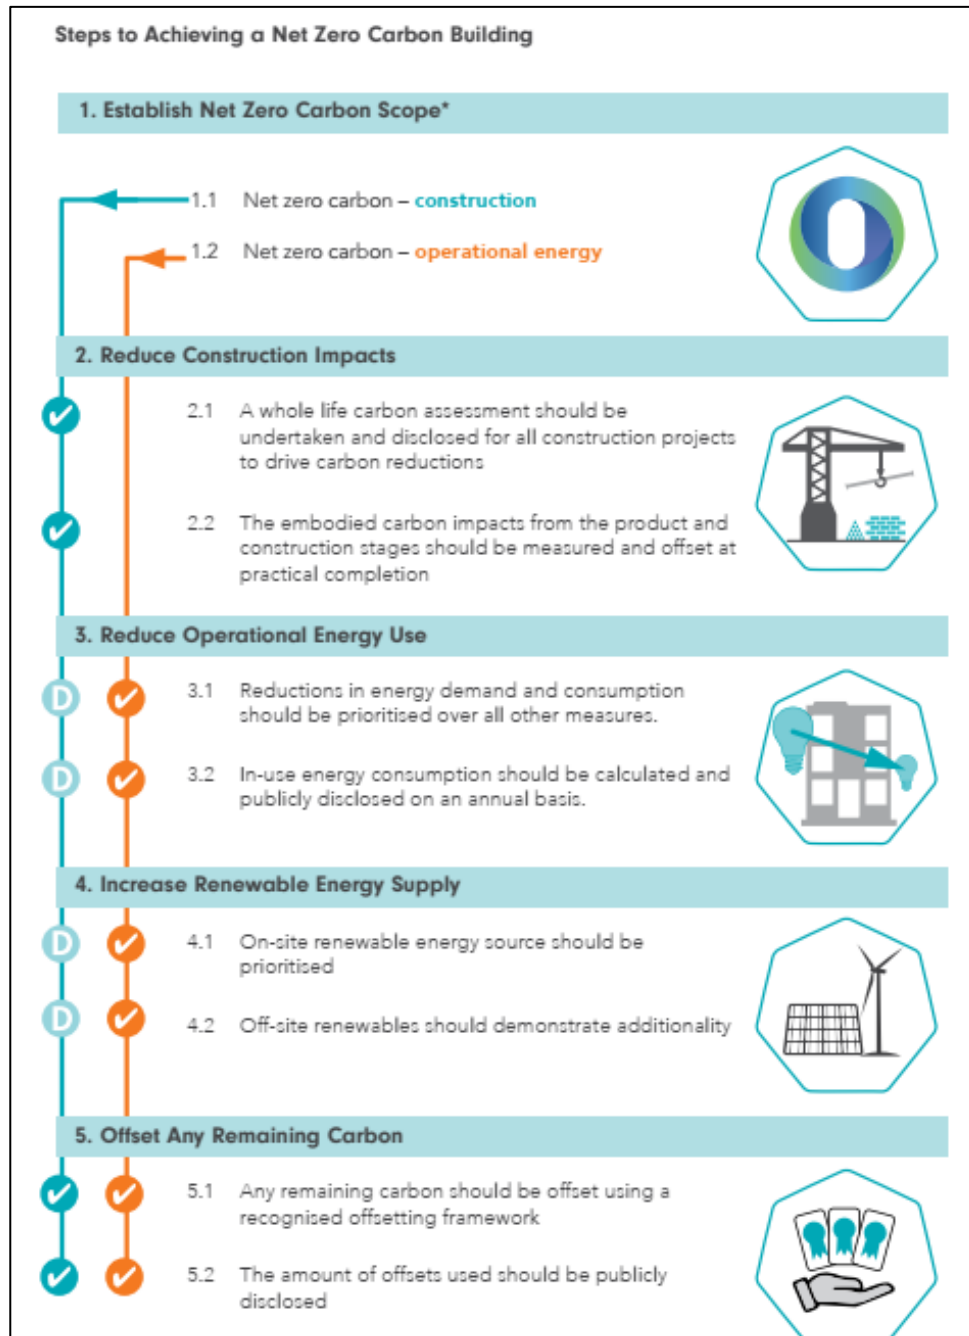 Steps to Achieving a Net Zero Carbon Building
1. Establish Net Zero Carbon Scope*
1.1 Net zero carbon – construction
1.2 Net zero carbon – operational energy
2. Reduce Construction Impacts
2.1 A whole life carbon assessment should be
undertaken and disclosed for all construction projects
to drive carbon reductions
2.2 The embodied carbon impacts from the product and
construction stages should be measured and offset at
practical completion
3. Reduce Operational Energy Use
D 3.1 Reductions in energy demand and consumption
should be prioritised over all other measures.
D 3.2 In-use energy consumption should be calculated and
publicly disclosed on an annual basis.
4. Increase Renewable Energy Supply
D 4.1 On-site renewable energy source should be
prioritised
D 4.2 Off-site renewables should demonstrate additionality
5. Offset Any Remaining Carbon
5.1 Any remaining carbon should be offset using a
recognised offsetting framework
5.2 The amount of offsets used should be publicly
disclosed